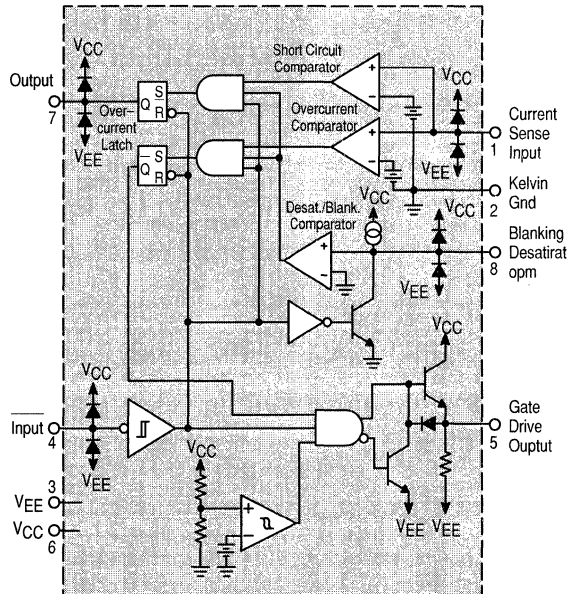 Short Circuit
Comparator
VCC
Output
7
Over-
current
Latch
Q
S
R
VEE
Overcurrent
Comparator
VCC
Current
Sense
1 Input
VEE
Q
S
R
2 Kelvin
Gnd
Desat./Blank.
Comparator
VCC
VCC
Blanking
Desatirat
8 opm
VEE
VCC
VCC
Input
4
VEE
VCC
Gate
Drive
5 Ouptut
3
VEE
VCC
6
VEE
VEE
+
−
+
−
+
−
+
−